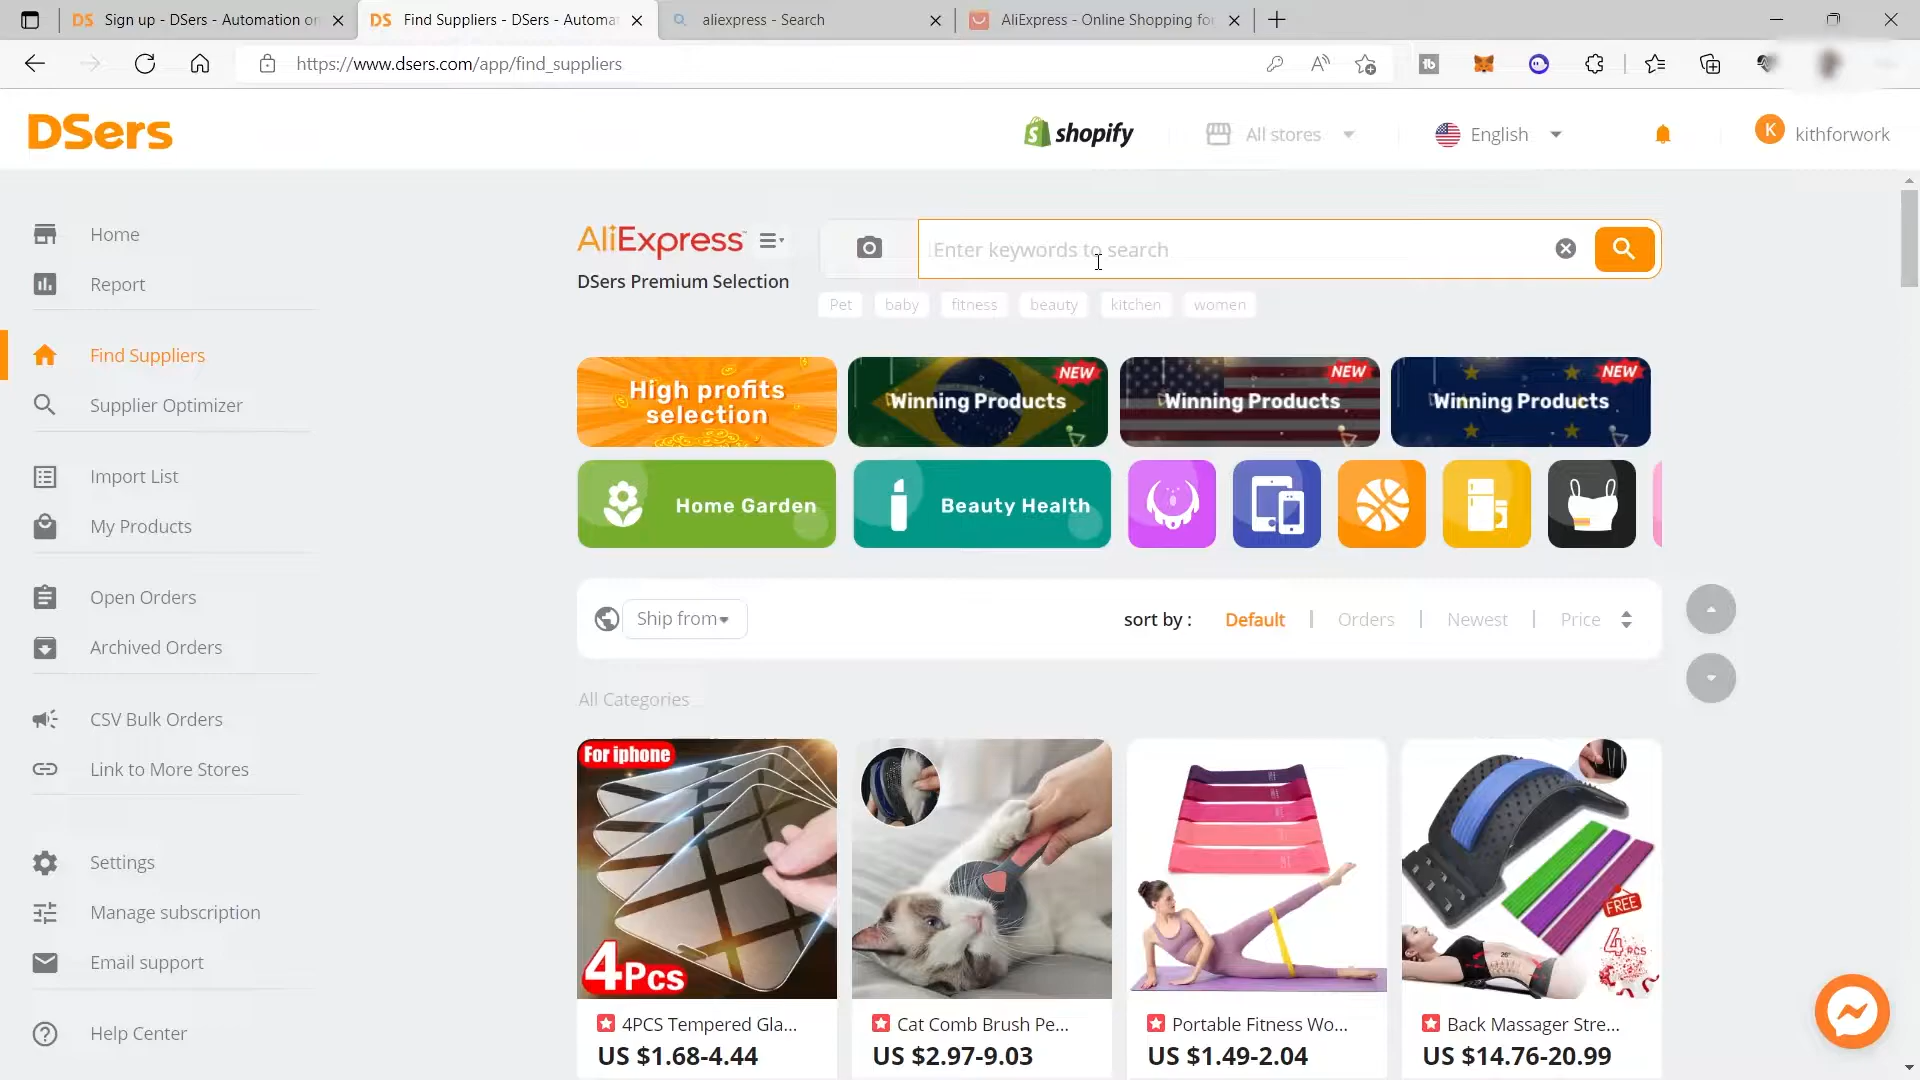 DS Sign up - DSers - Automation on
DS Find Suppliers - DSers - Automa
aliexpress - Search
AliExpress - Online Shopping for
https://www.dsers.com/app/find_suppliers
DSers
shopify
All stores
English
K
kithforwork
Home
Report
Find Suppliers
Supplier Optimizer
Import List
My Products
Open Orders
Archived Orders
CSV Bulk Orders
Link to More Stores
Settings
Manage subscription
Email support
Help Center
AliExpress
DSers Premium Selection
Enter keywords to search
Pet baby fitness beauty kitchen women
High profits
selection
NEW
Winning Products
NEW
Winning Products
NEW
Winning Products
Home Garden
Beauty Health
Ship from
sort by : Default | Orders | Newest | Price
All Categories
For iphone
4Pcs
FREE
4 PCS
4PCS Tempered Gla...
US $1.68-4.44
Cat Comb Brush Pe...
US $2.97-9.03
Portable Fitness Wo...
US $1.49-2.04
Back Massager Stre...
US $14.76-20.99